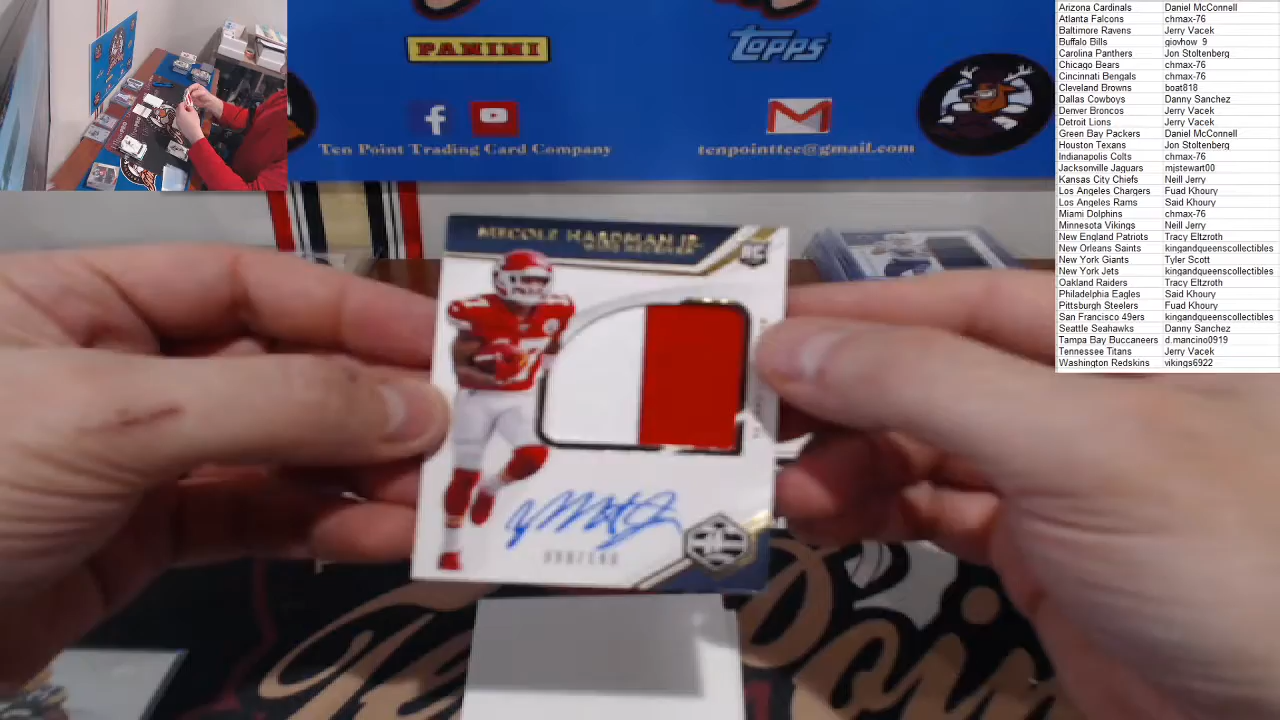 PANINI
TOPPS
Ten Point Trading Card Company
tenpointtcc@gmail.com
MECOLE HARDMAN JR.
WIDE RECEIVER
RC
17
Arizona Cardinals Daniel McConnell
Atlanta Falcons chmax-76
Baltimore Ravens Jerry Vacek
Buffalo Bills giovhow_9
Carolina Panthers Jon Stoltenberg
Chicago Bears chmax-76
Cincinnati Bengals chmax-76
Cleveland Browns boat818
Dallas Cowboys Danny Sanchez
Denver Broncos Jerry Vacek
Detroit Lions Jerry Vacek
Green Bay Packers Daniel McConnell
Houston Texans Jon Stoltenberg
Indianapolis Colts chmax-76
Jacksonville Jaguars mjstewart00
Kansas City Chiefs Neill Jerry
Los Angeles Chargers Fuad Khoury
Los Angeles Rams Said Khoury
Miami Dolphins chmax-76
Minnesota Vikings Neill Jerry
New England Patriots Tracy Eltzroth
New Orleans Saints kingandqueenscollectibles
New York Giants Tyler Scott
New York Jets kingandqueenscollectibles
Oakland Raiders Tracy Eltzroth
Philadelphia Eagles Said Khoury
Pittsburgh Steelers Fuad Khoury
San Francisco 49ers kingandqueenscollectibles
Seattle Seahawks Danny Sanchez
Tampa Bay Buccaneers d.mancino0919
Tennessee Titans Jerry Vacek
Washington Redskins vikings6922